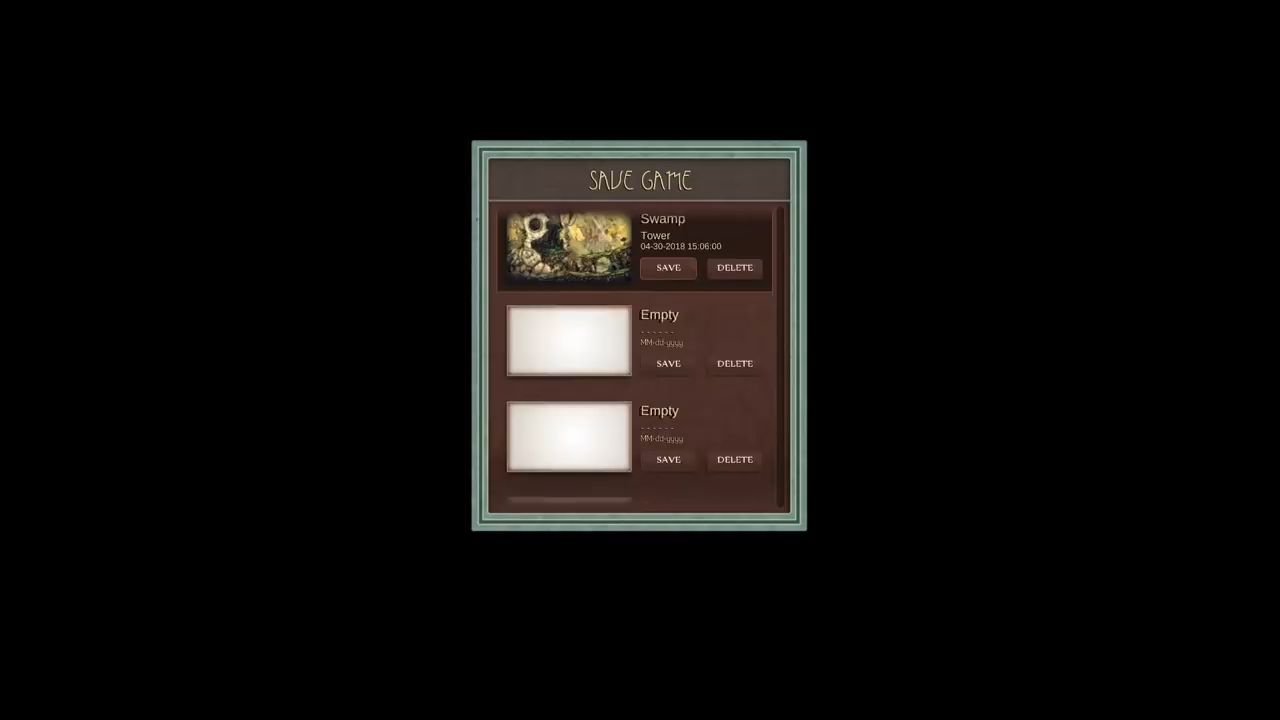 SAVE GAME
Swamp
Tower
04-30-2018 15:06:00
SAVE DELETE
Empty
- - - - - -
MM-dd-yyyy
SAVE DELETE
Empty
- - - - - -
MM-dd-yyyy
SAVE DELETE